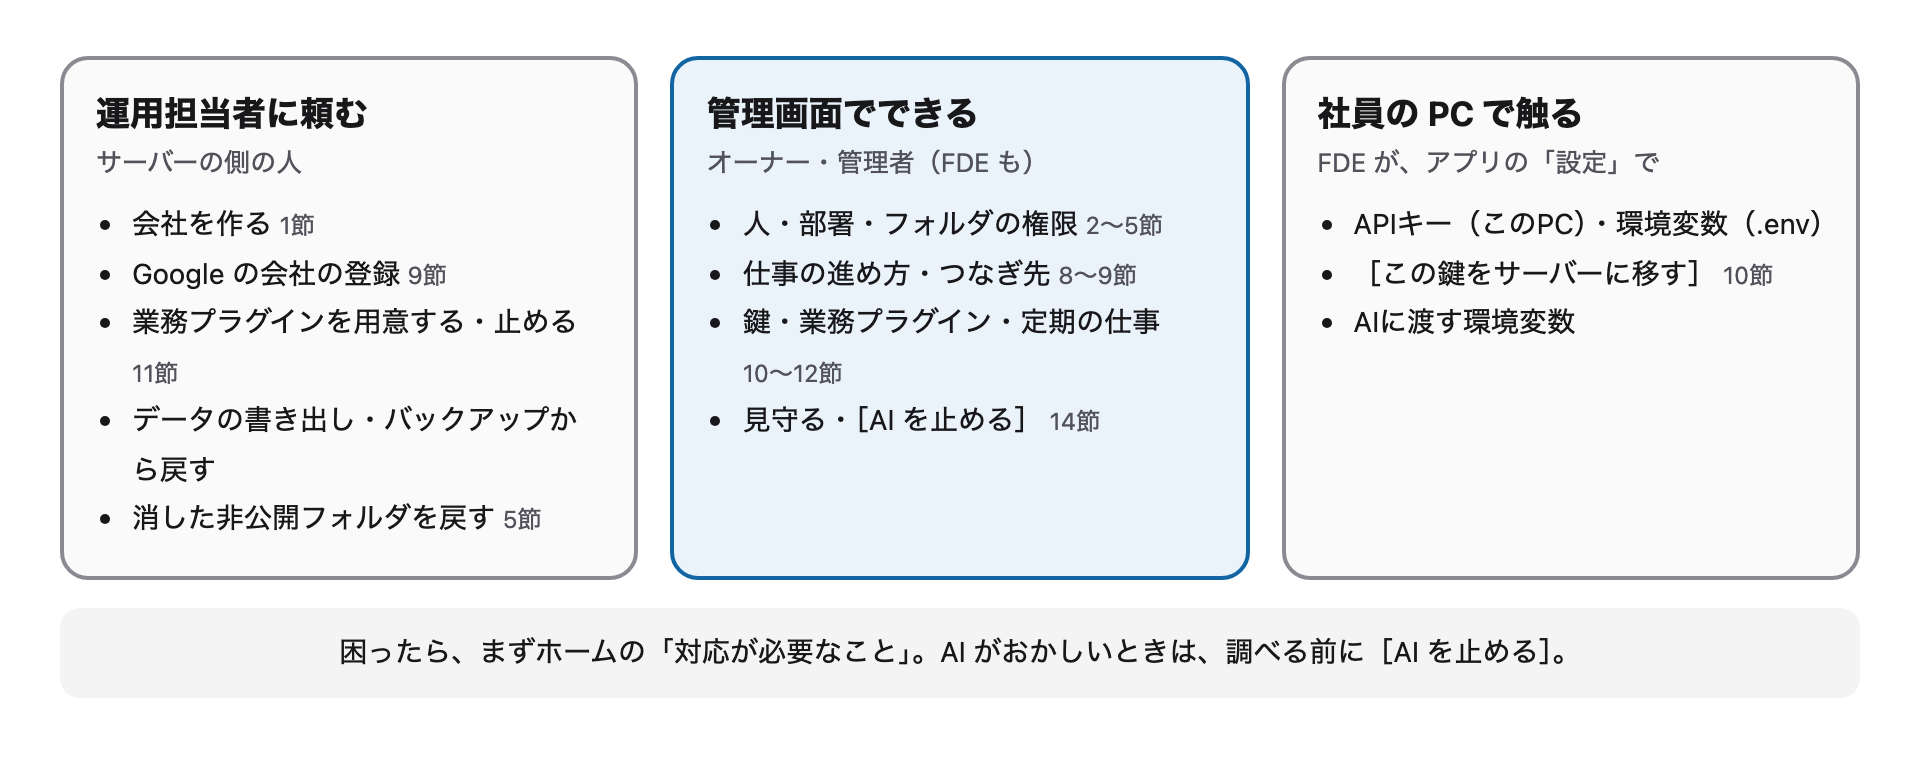 運用担当者に頼む
サーバーの側の人
• 会社を作る 1節
• Google の会社の登録 9節
• 業務プラグインを用意する・止める
11節
• データの書き出し・バックアップか
ら戻す
• 消した非公開フォルダを戻す 5節
管理画面でできる
オーナー・管理者（FDE も）
• 人・部署・フォルダの権限 2〜5節
• 仕事の進め方・つなぎ先 8〜9節
• 鍵・業務プラグイン・定期の仕事
10〜12節
• 見守る・［AI を止める］ 14節
社員の PC で触る
FDE が、アプリの「設定」で
• APIキー（このPC）・環境変数（.env）
• ［この鍵をサーバーに移す］ 10節
• AIに渡す環境変数
困ったら、まずホームの「対応が必要なこと」。AI がおかしいときは、調べる前に［AI を止める］。